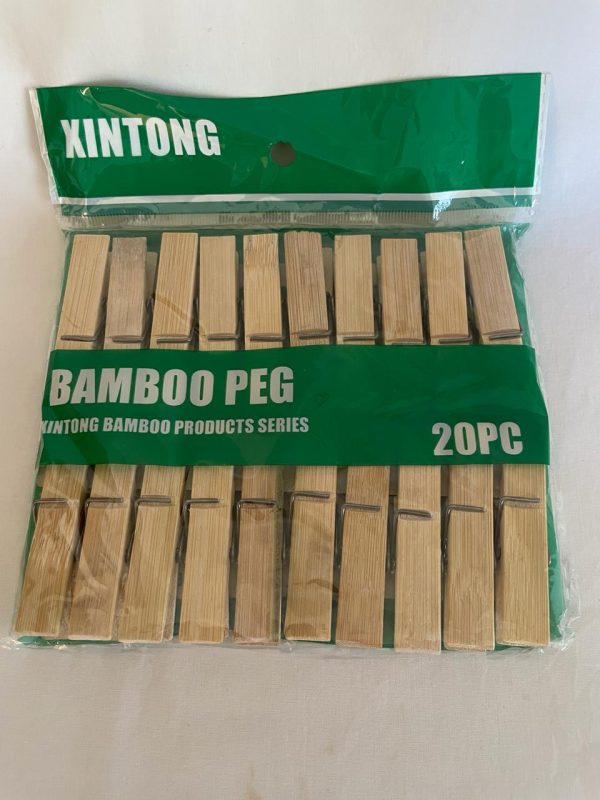 XINTONG
BAMBOO PEG
XINTONG BAMBOO PRODUCTS SERIES
20PC